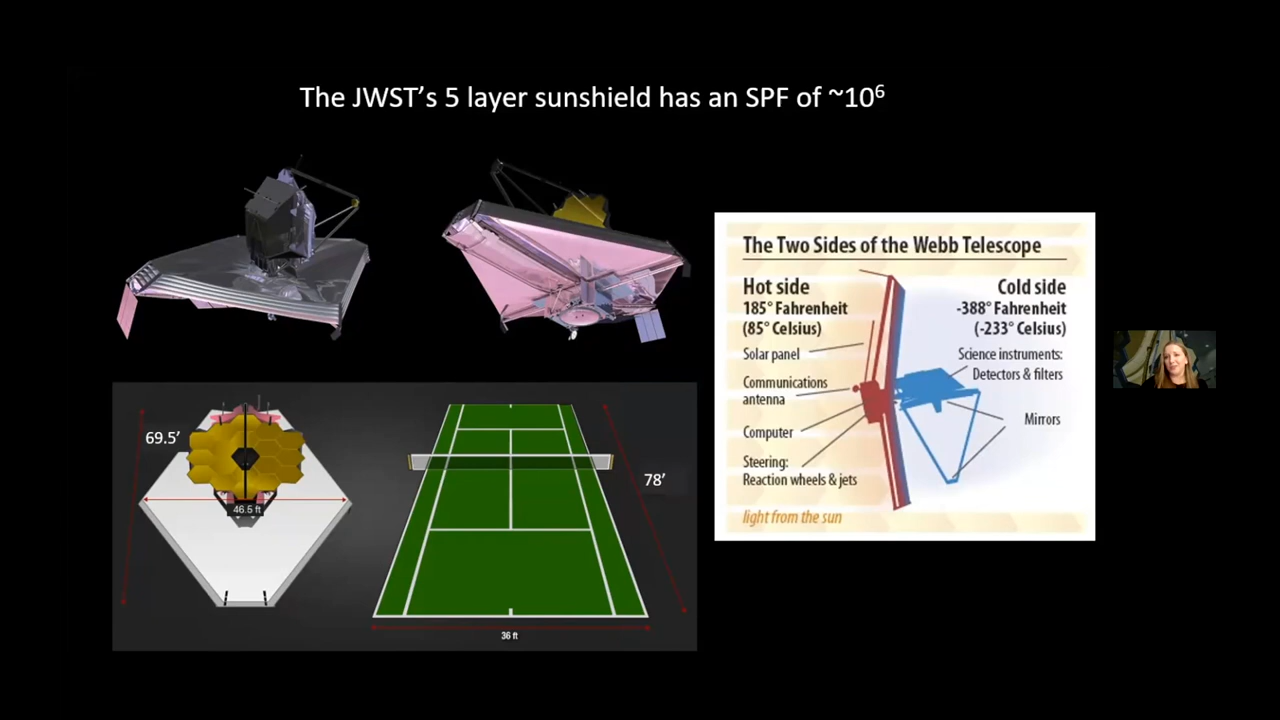 The JWST’s 5 layer sunshield has an SPF of ~10⁶
The Two Sides of the Webb Telescope
Hot side
185° Fahrenheit
(85° Celsius)
Solar panel
Communications
antenna
Computer
Steering:
Reaction wheels & jets
light from the sun
Cold side
-388° Fahrenheit
(-233° Celsius)
Science instruments:
Detectors & filters
Mirrors
69.5’
46.5 ft
78’
36 ft